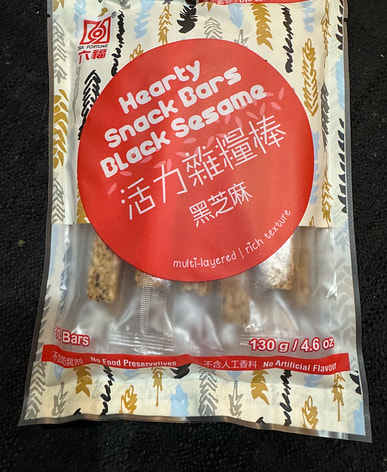 SIX FORTUNE
六福
Hearty
Snack Bars
Black Sesame
活力雜糧棒
黑芝麻
multi-layered | rich texture
Bars
130 g / 4.6 oz
No Food Preservatives
不含人工香料 No Artificial Flavour